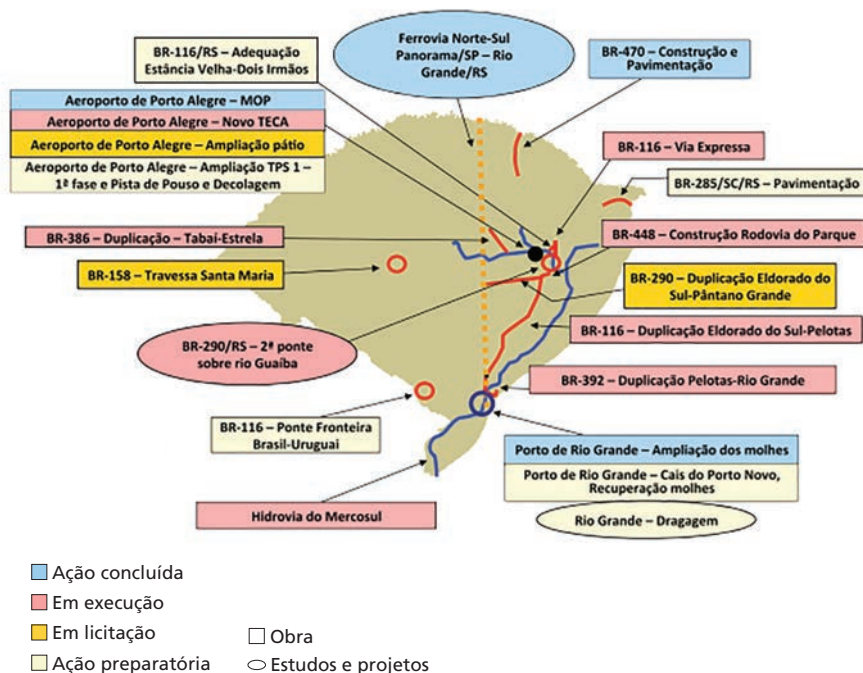 BR-116/RS – Adequação
Estância Velha-Dois Irmãos
Ferrovia Norte-Sul
Panorama/SP – Rio
Grande/RS
BR-470 – Construção e
Pavimentação
Aeroporto de Porto Alegre – MOP
Aeroporto de Porto Alegre – Novo TECA
Aeroporto de Porto Alegre – Ampliação pátio
Aeroporto de Porto Alegre – Ampliação TPS 1 –
1ª fase e Pista de Pouso e Decolagem
BR-116 – Via Expressa
BR-285/SC/RS – Pavimentação
BR-386 – Duplicação – Tabaí-Estrela
BR-448 – Construção Rodovia do Parque
BR-158 – Travessa Santa Maria
BR-290 – Duplicação Eldorado do
Sul-Pântano Grande
BR-290/RS – 2ª ponte
sobre rio Guaíba
BR-116 – Duplicação Eldorado do Sul-Pelotas
BR-392 – Duplicação Pelotas-Rio Grande
BR-116 – Ponte Fronteira
Brasil-Uruguai
Porto de Rio Grande – Ampliação dos molhes
Porto de Rio Grande – Cais do Porto Novo,
Recuperação molhes
Hidrovia do Mercosul
Rio Grande – Dragagem
Ação concluída
Em execução
Em licitação
Obra
Ação preparatória
Estudos e projetos